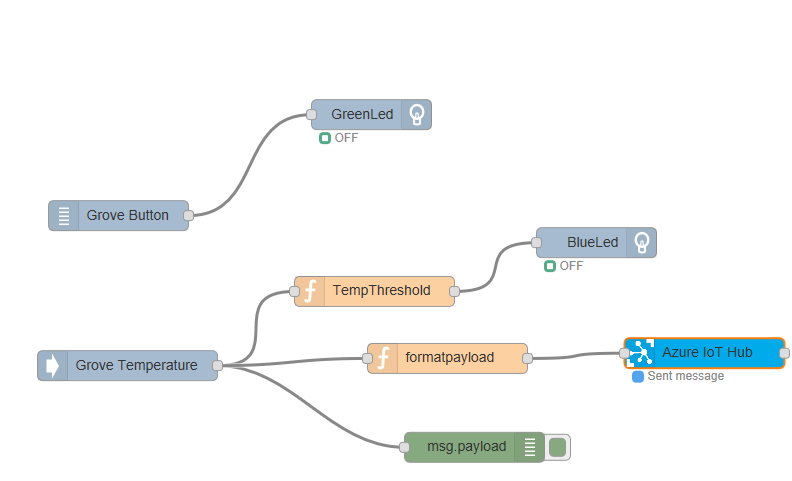 GreenLed
OFF
Grove Button
BlueLed
OFF
TempThreshold
Grove Temperature
formatpayload
Azure IoT Hub
Sent message
msg.payload